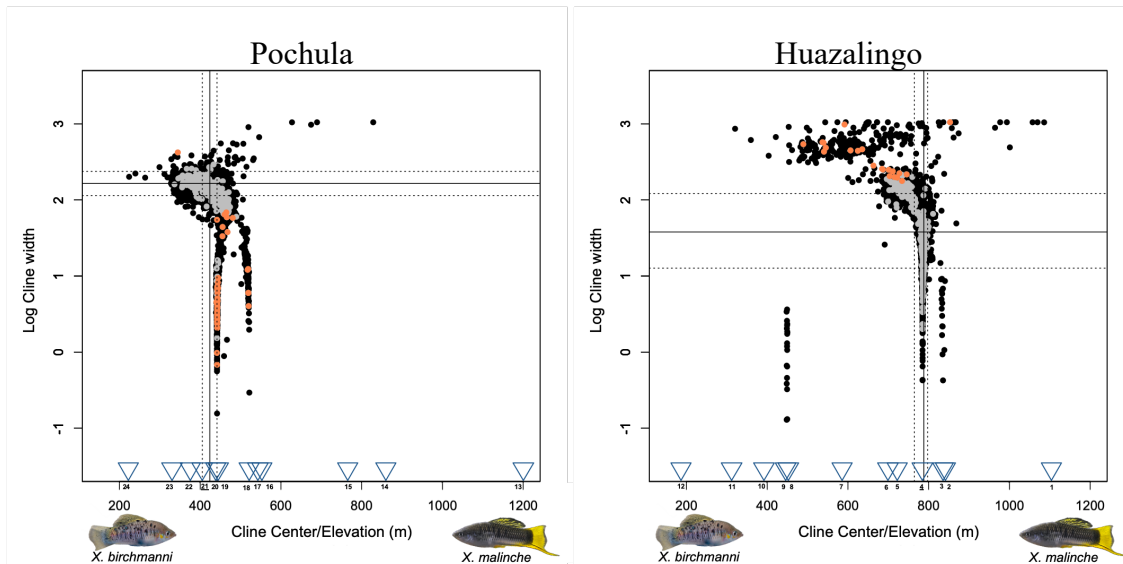 Pochula
Huazalingo
Log Cline width
3
2
1
0
-1
24 23 22 21 20 19 18 17 16 15 14 13
200 400 600 800 1000
Cline Center/Elevation (m)
X. birchmanni
X. malinche
Log Cline width
3
2
1
0
-1
12 11 10 9 8 7 6 5 4 3 2 1
200 400 600 800 1000 1200
Cline Center/Elevation (m)
X. birchmanni
X. malinche